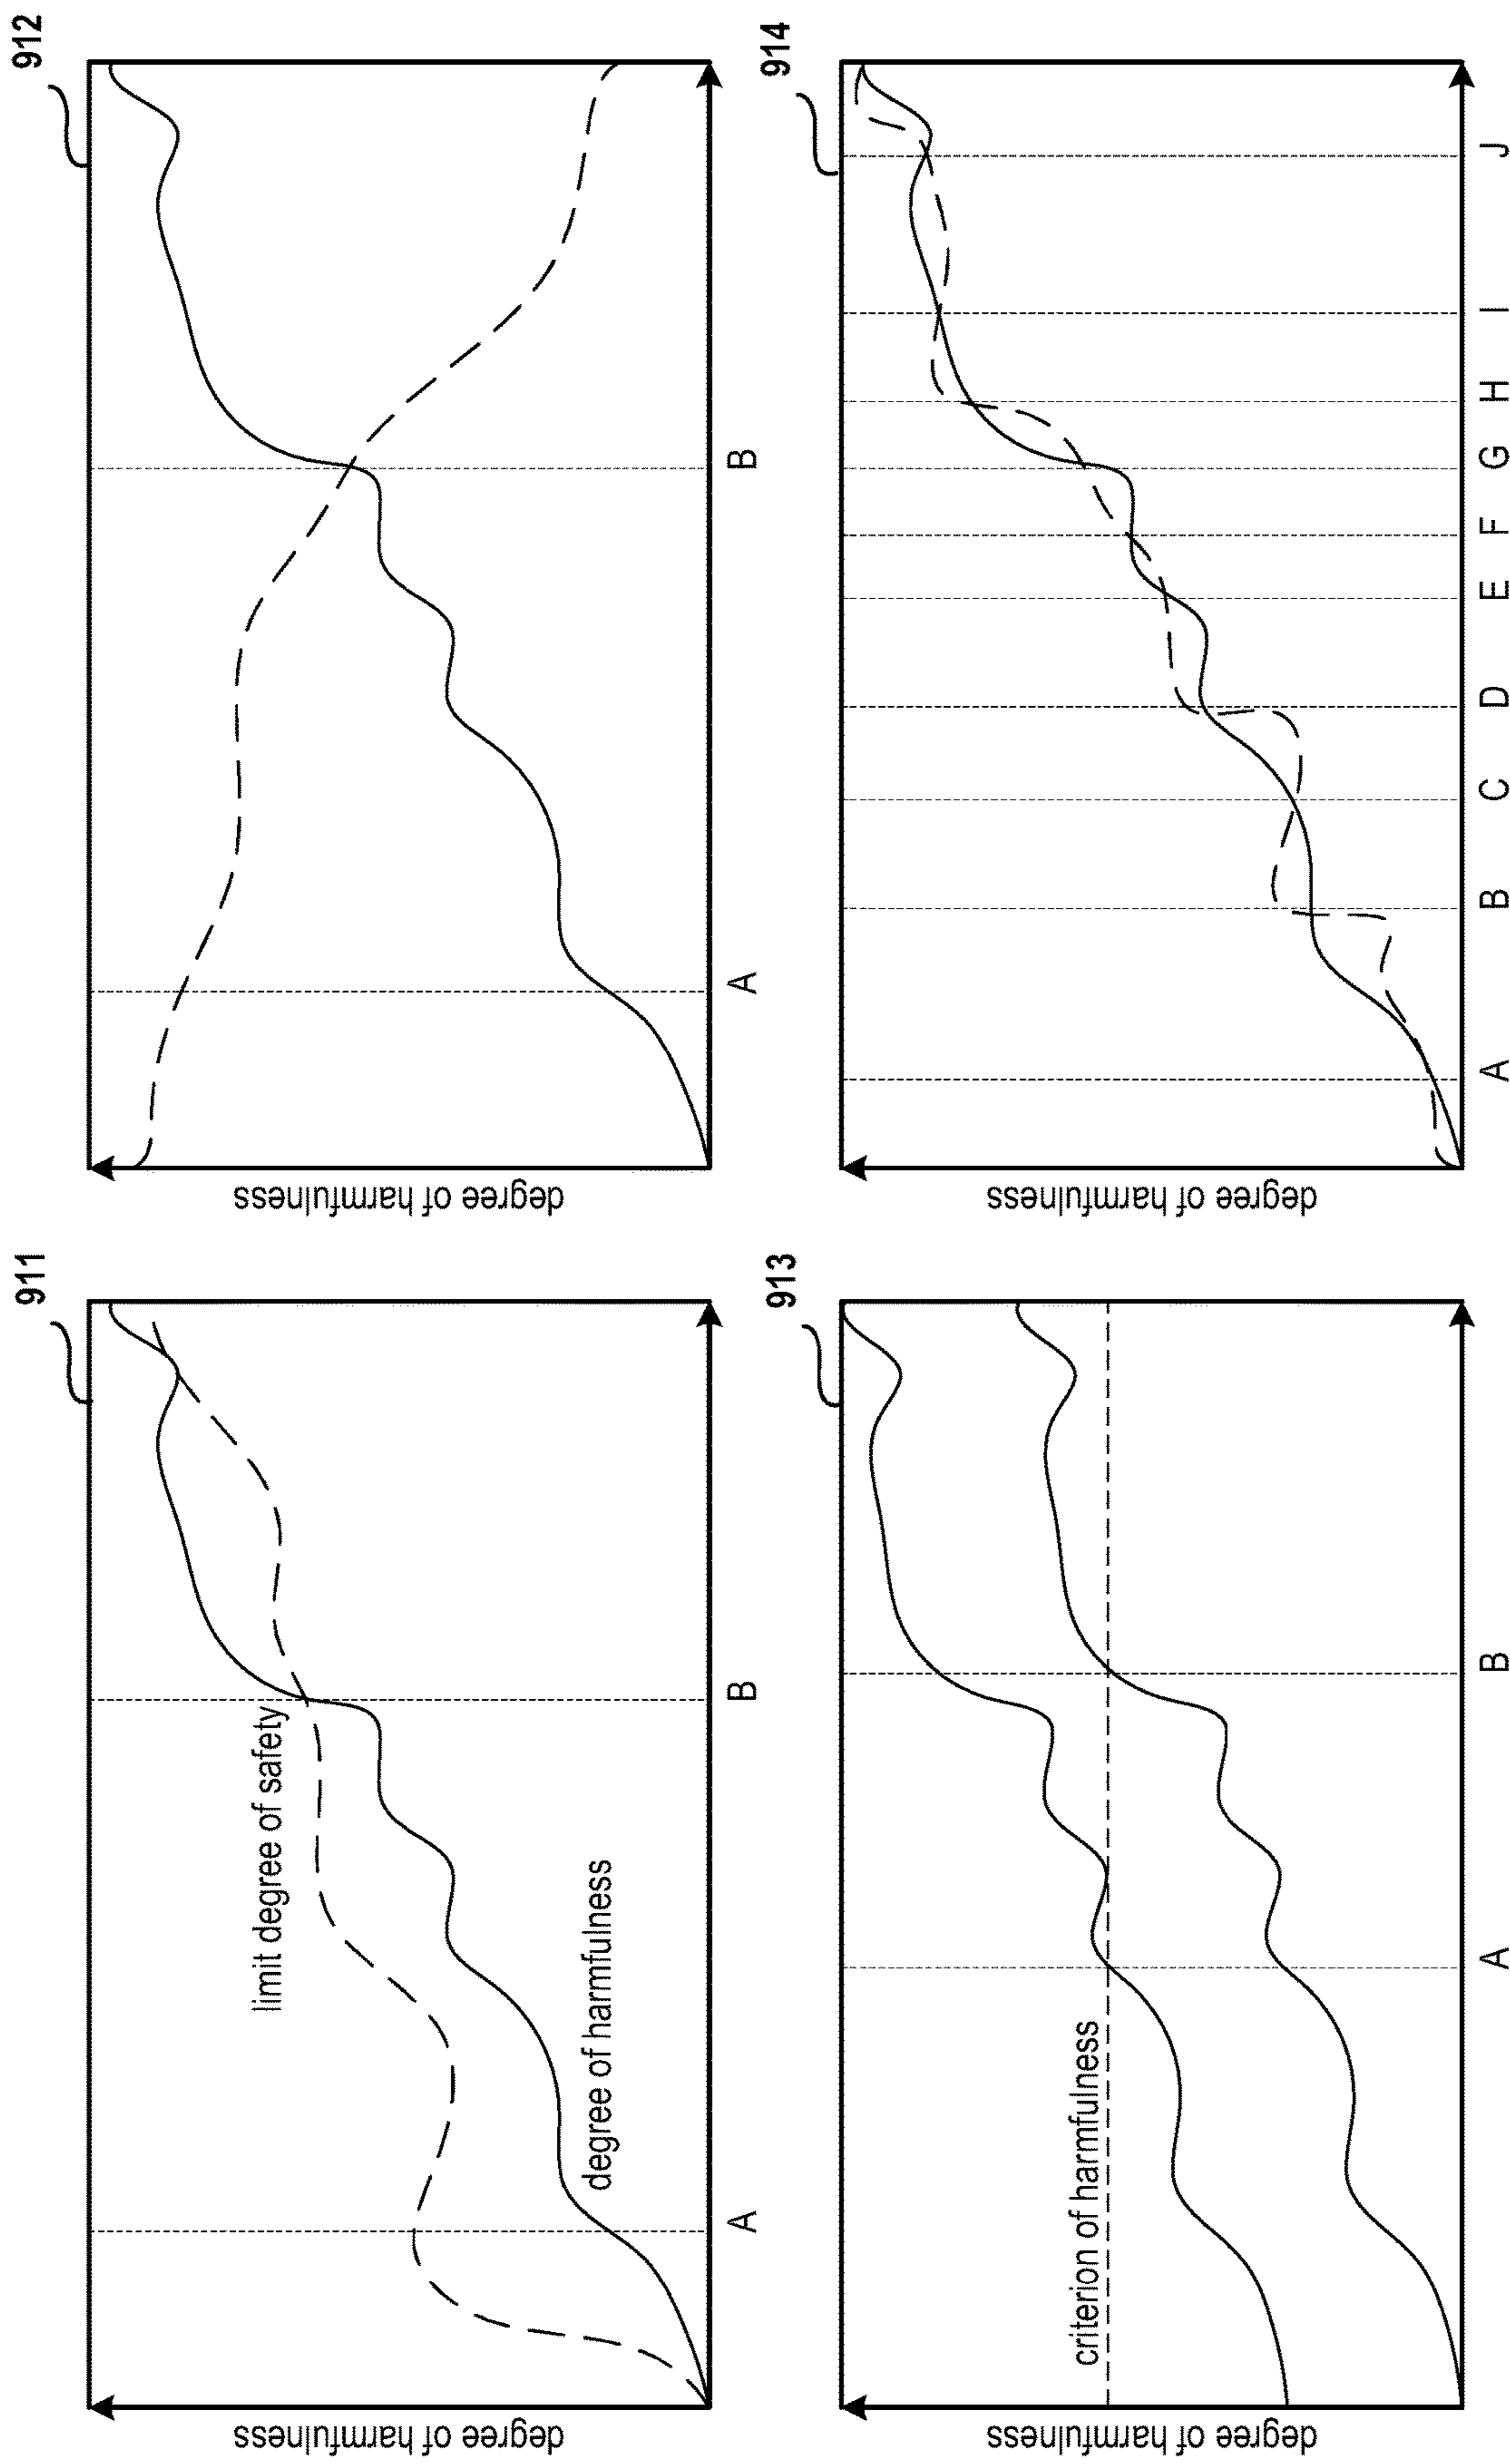 911
degree of harmfulness
limit degree of safety
degree of harmfulness
A
B
912
degree of harmfulness
A
B
913
degree of harmfulness
criterion of harmfulness
A
B
914
degree of harmfulness
A
B
C
D
E
F
G
H
I
J